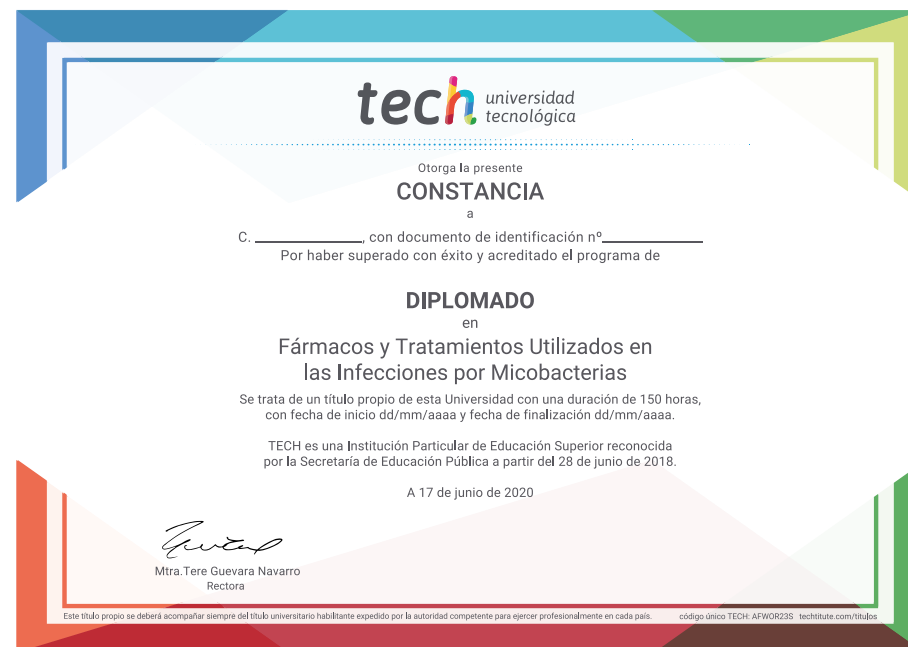 tech universidad
tecnológica
Otorga la presente
CONSTANCIA
a
C. ____________, con documento de identificación nº____________
Por haber superado con éxito y acreditado el programa de
DIPLOMADO
en
Fármacos y Tratamientos Utilizados en
las Infecciones por Micobacterias
Se trata de un título propio de esta Universidad con una duración de 150 horas,
con fecha de inicio dd/mm/aaaa y fecha de finalización dd/mm/aaaa.
TECH es una Institución Particular de Educación Superior reconocida
por la Secretaría de Educación Pública a partir del 28 de junio de 2018.
A 17 de junio de 2020
Mtra.Tere Guevara Navarro
Rectora
Este título propio se deberá acompañar siempre del título universitario habilitante expedido por la autoridad competente para ejercer profesionalmente en cada país. código único TECH: AFWOR23S techtitute.com/títulos